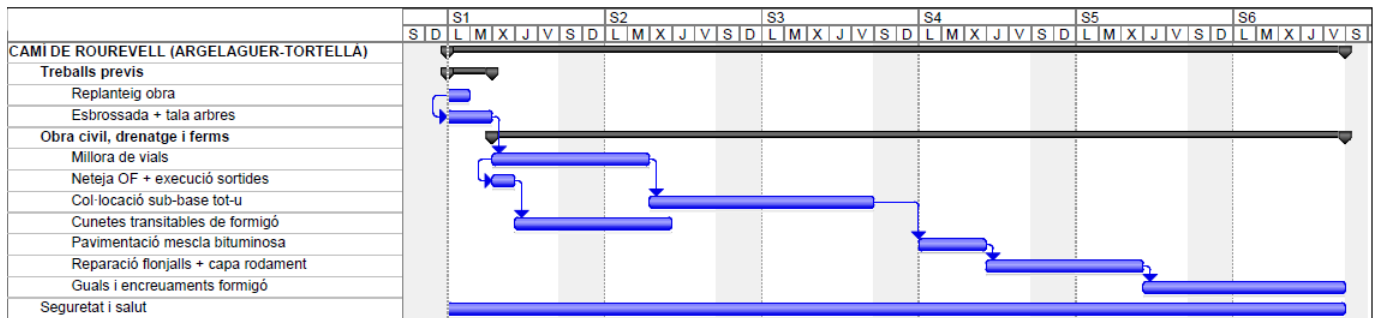 S1 S2 S3 S4 S5 S6
S D L M X J V S D L M X J V S D L M X J V S D L M X J V S D L M X J V S D L M X J V S
CAMÍ DE ROUREVELL (ARGELAGUER-TORTELLÀ)
Treballs previs
Replanteig obra
Esbrossada + tala arbres
Obra civil, drenatge i ferms
Millora de vials
Neteja OF + execució sortides
Col·locació sub-base tot-u
Cunetes transitables de formigó
Pavimentació mescla bituminosa
Reparació flonjalls + capa rodament
Guals i encreuaments formigó
Seguretat i salut